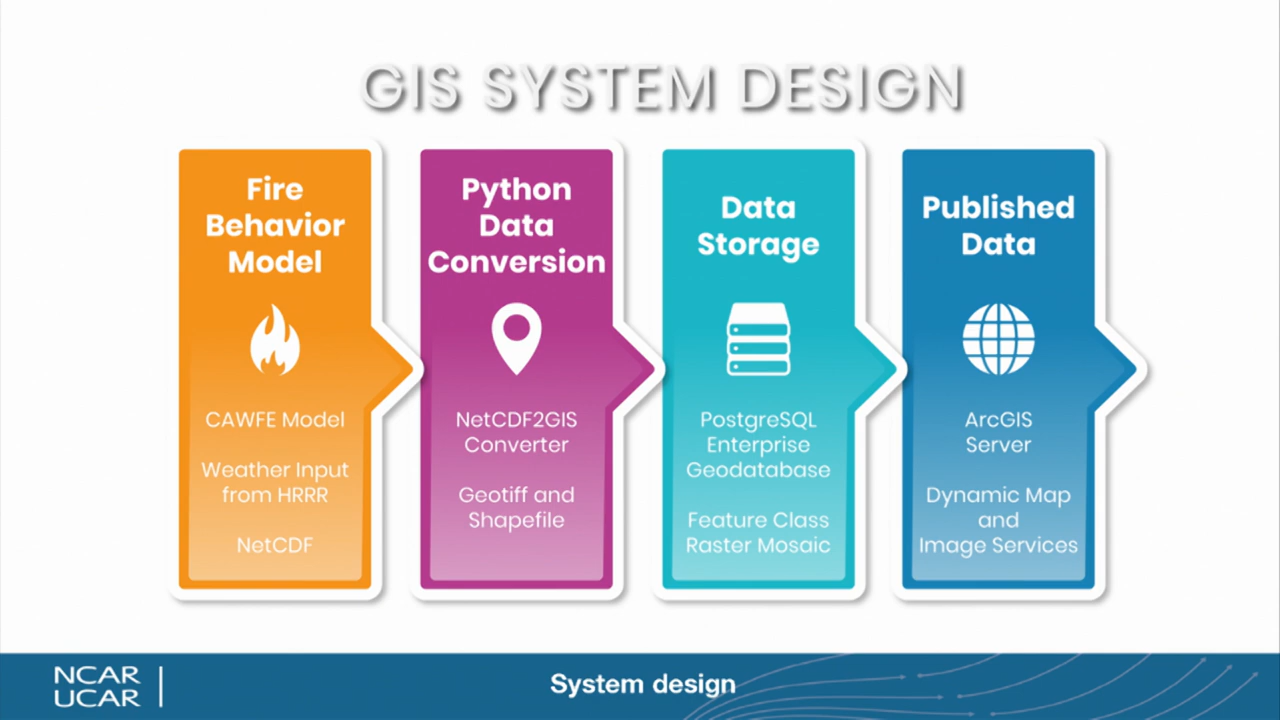 GIS SYSTEM DESIGN
Fire
Behavior
Model
CAWFE Model
Weather Input
from HRRR
NetCDF
Python
Data
Conversion
NetCDF2GIS
Converter
Geotiff and
Shapefile
Data
Storage
PostgreSQL
Enterprise
Geodatabase
Feature Class
Raster Mosaic
Published
Data
ArcGIS
Server
Dynamic Map
and
Image Services
NCAR
UCAR
System design